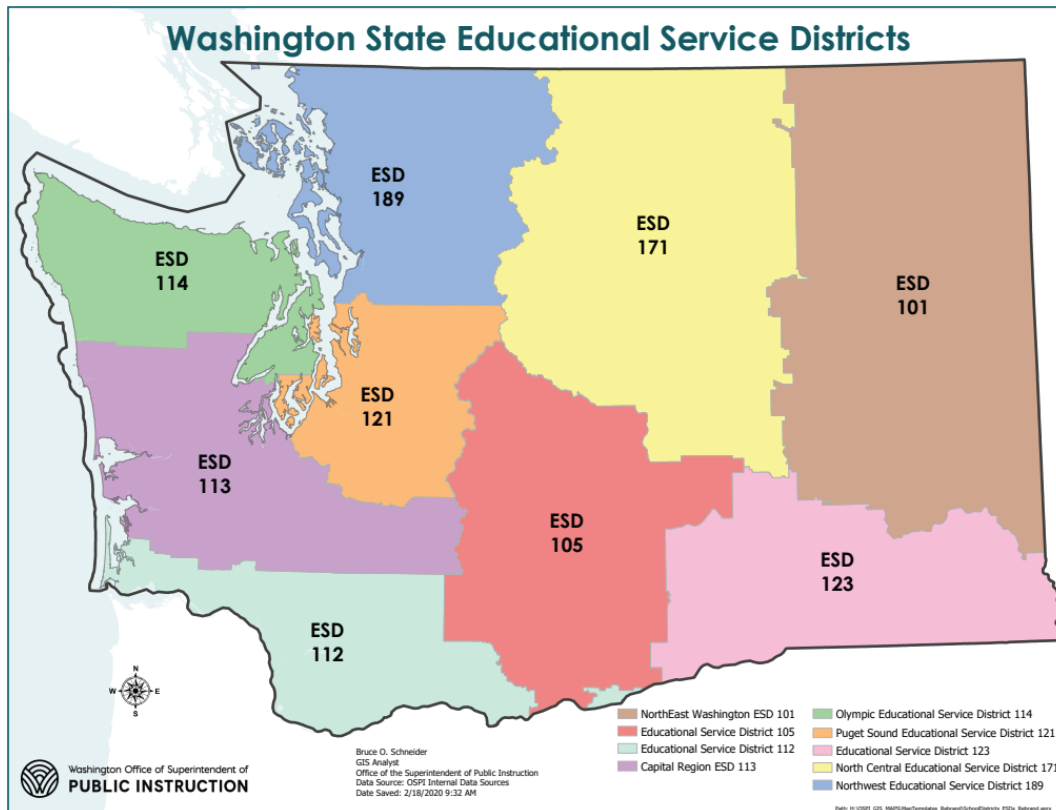 Washington State Educational Service Districts
ESD
189
ESD
171
ESD
114
ESD
101
ESD
121
ESD
113
ESD
105
ESD
123
ESD
112
N
W
E
S
NorthEast Washington ESD 101
Educational Service District 105
Educational Service District 112
Capital Region ESD 113
Olympic Educational Service District 114
Puget Sound Educational Service District 121
Educational Service District 123
North Central Educational Service District 171
Northwest Educational Service District 189
Washington Office of Superintendent of
PUBLIC INSTRUCTION
Bruce O. Schneider
GIS Analyst
Office of the Superintendent of Public Instruction
Data Source: OSPI Internal Data Sources
Date Saved: 2/18/2020 9:32 AM